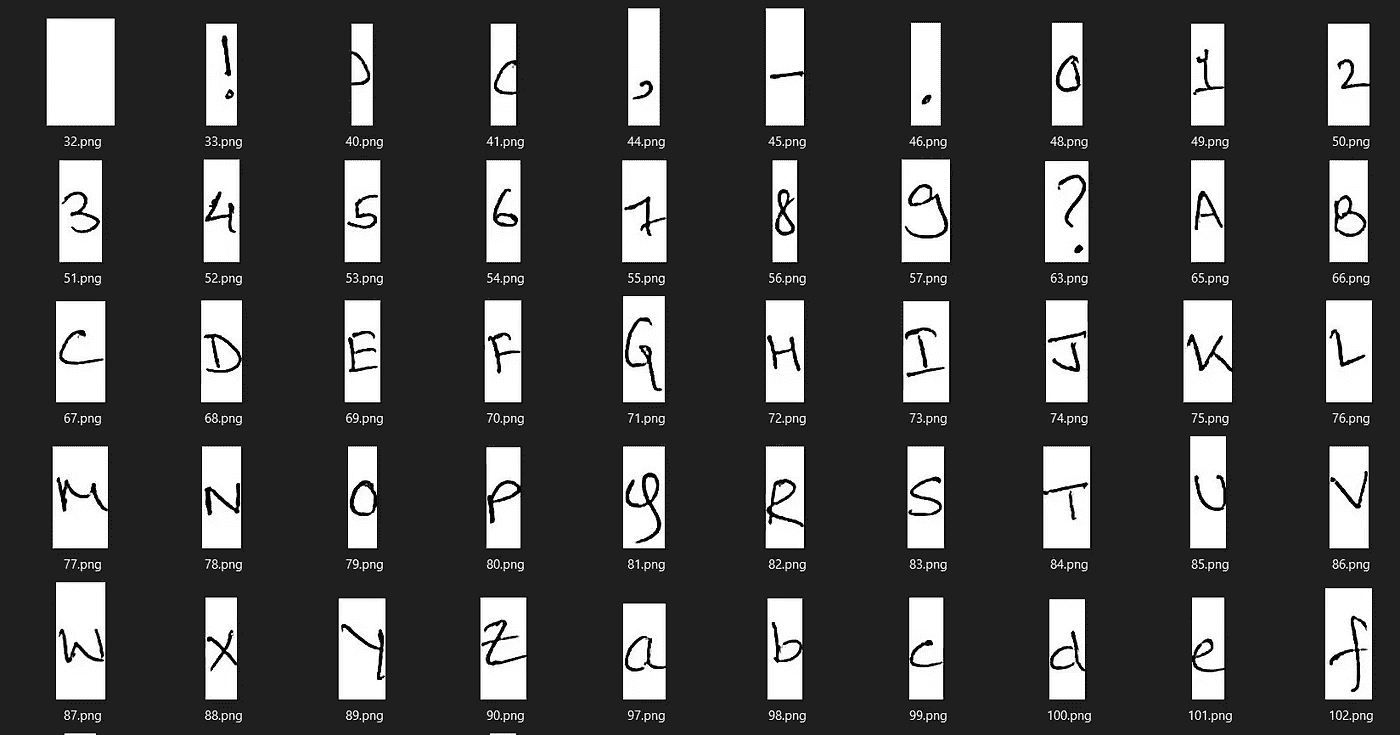 ! ) ( , - . 0 1 2
32.png 33.png 40.png 41.png 44.png 45.png 46.png 48.png 49.png 50.png
3 4 5 6 7 8 9 ? A B
51.png 52.png 53.png 54.png 55.png 56.png 57.png 63.png 65.png 66.png
C D E F G H I J K L
67.png 68.png 69.png 70.png 71.png 72.png 73.png 74.png 75.png 76.png
M N O P Q R S T U V
77.png 78.png 79.png 80.png 81.png 82.png 83.png 84.png 85.png 86.png
W X Y Z a b c d e f
87.png 88.png 89.png 90.png 97.png 98.png 99.png 100.png 101.png 102.png